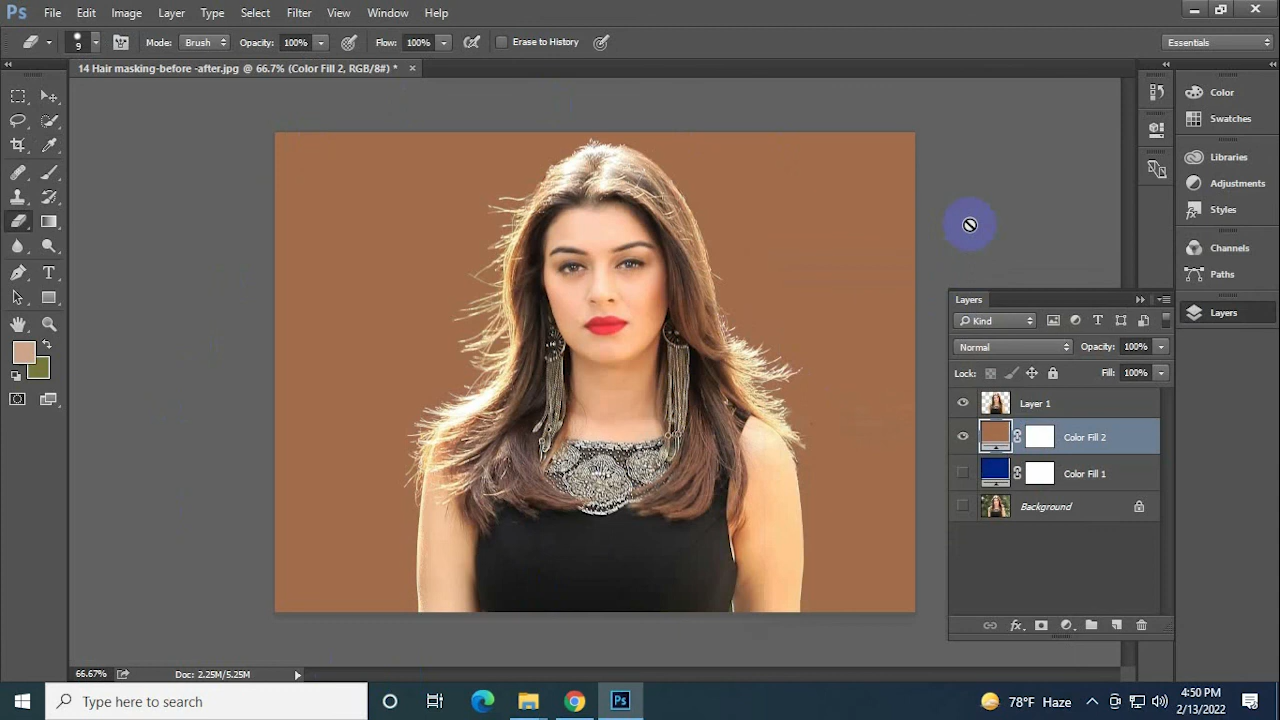 Ps File Edit Image Layer Type Select Filter View Window Help
9 Mode: Brush Opacity: 100% Flow: 100% Erase to History Essentials
14 Hair masking-before -after.jpg @ 66.7% (Color Fill 2, RGB/8#) * ×
Color
Swatches
Libraries
Adjustments
Styles
Channels
Paths
Layers
Layers
Kind
Normal Opacity: 100%
Lock: Fill: 100%
Layer 1
Color Fill 2
Color Fill 1
Background
fx
66.67% Doc: 2.25M/5.25M
Type here to search Ps 78°F Haze 4:50 PM
2/13/2022